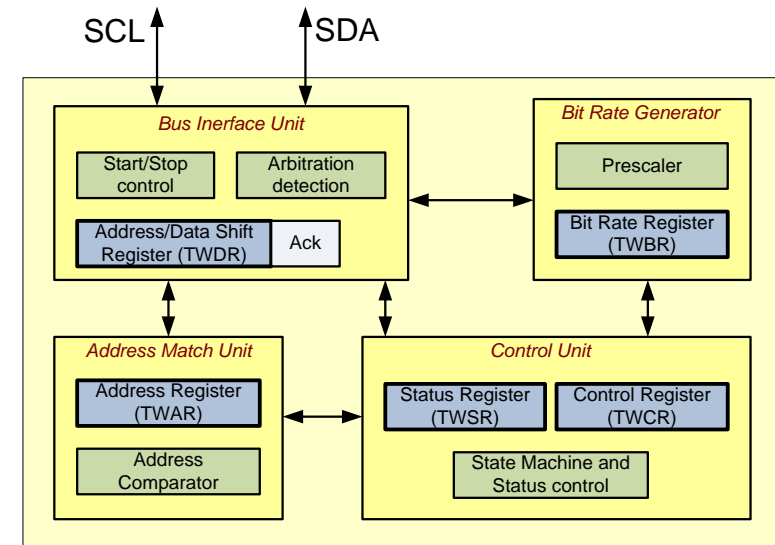 SCL
SDA
Bus Inerface Unit
Start/Stop
control
Arbitration
detection
Address/Data Shift
Register (TWDR)
Ack
Bit Rate Generator
Prescaler
Bit Rate Register
(TWBR)
Address Match Unit
Address Register
(TWAR)
Address
Comparator
Control Unit
Status Register
(TWSR)
Control Register
(TWCR)
State Machine and
Status control